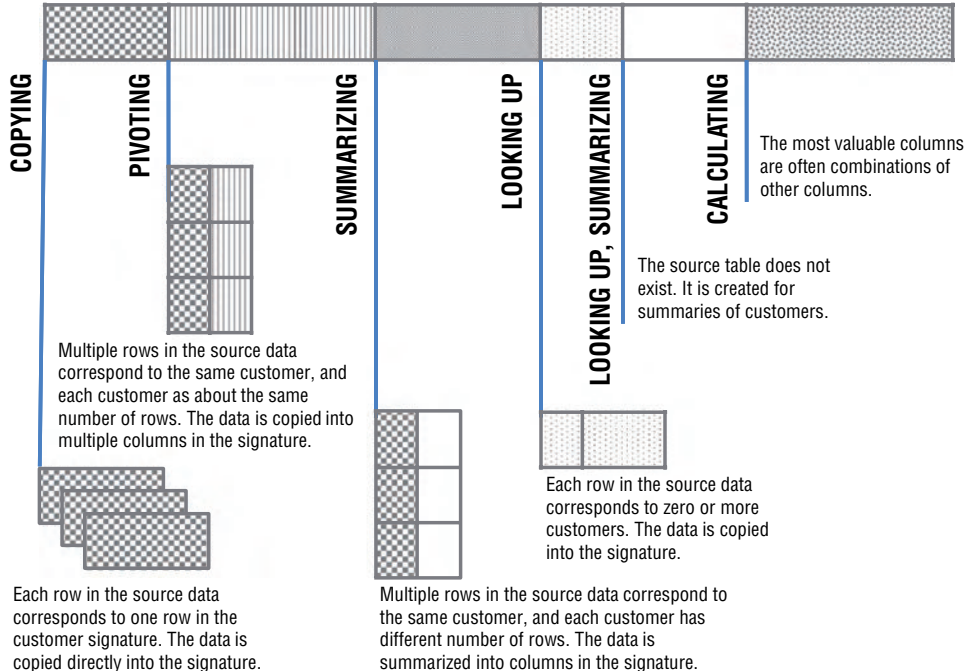 COPYING
PIVOTING
SUMMARIZING
LOOKING UP
LOOKING UP, SUMMARIZING
CALCULATING
The most valuable columns
are often combinations of
other columns.
The source table does not
exist. It is created for
summaries of customers.
Multiple rows in the source data
correspond to the same customer, and
each customer as about the same
number of rows. The data is copied into
multiple columns in the signature.
Each row in the source data
corresponds to zero or more
customers. The data is copied
into the signature.
Each row in the source data
corresponds to one row in the
customer signature. The data is
copied directly into the signature.
Multiple rows in the source data correspond to
the same customer, and each customer has
different number of rows. The data is
summarized into columns in the signature.